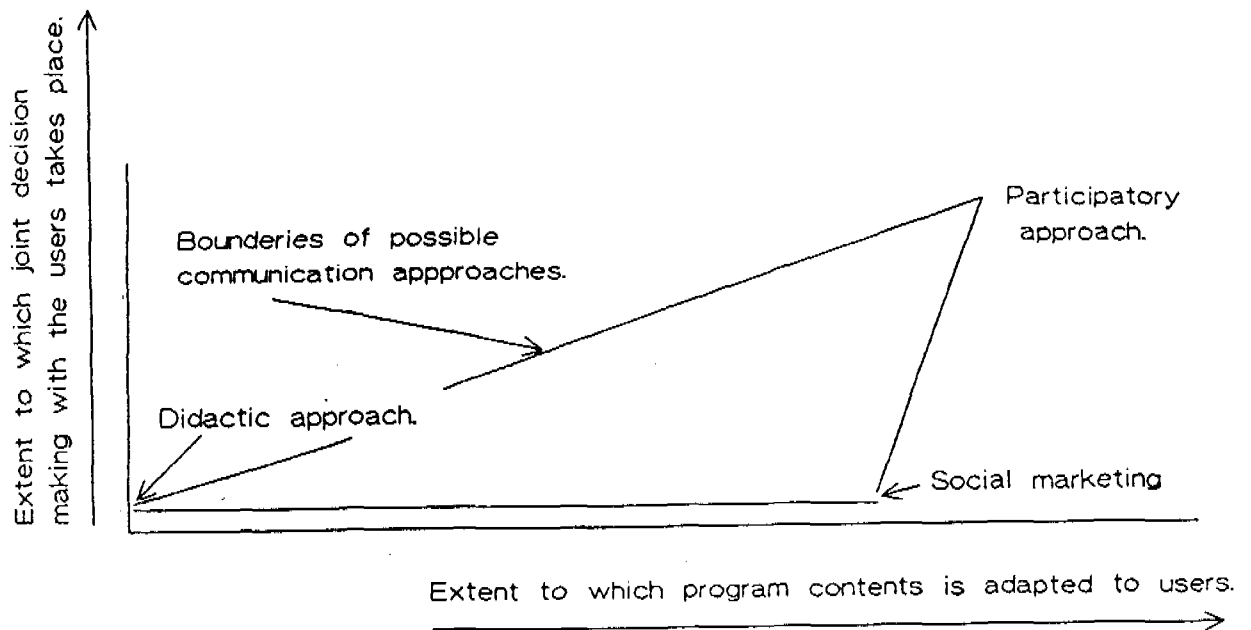 Extent to which joint decision
making with the users takes place.
Bounderies of possible
communication appproaches.
Participatory
approach.
Didactic approach.
Social marketing
Extent to which program contents is adapted to users.